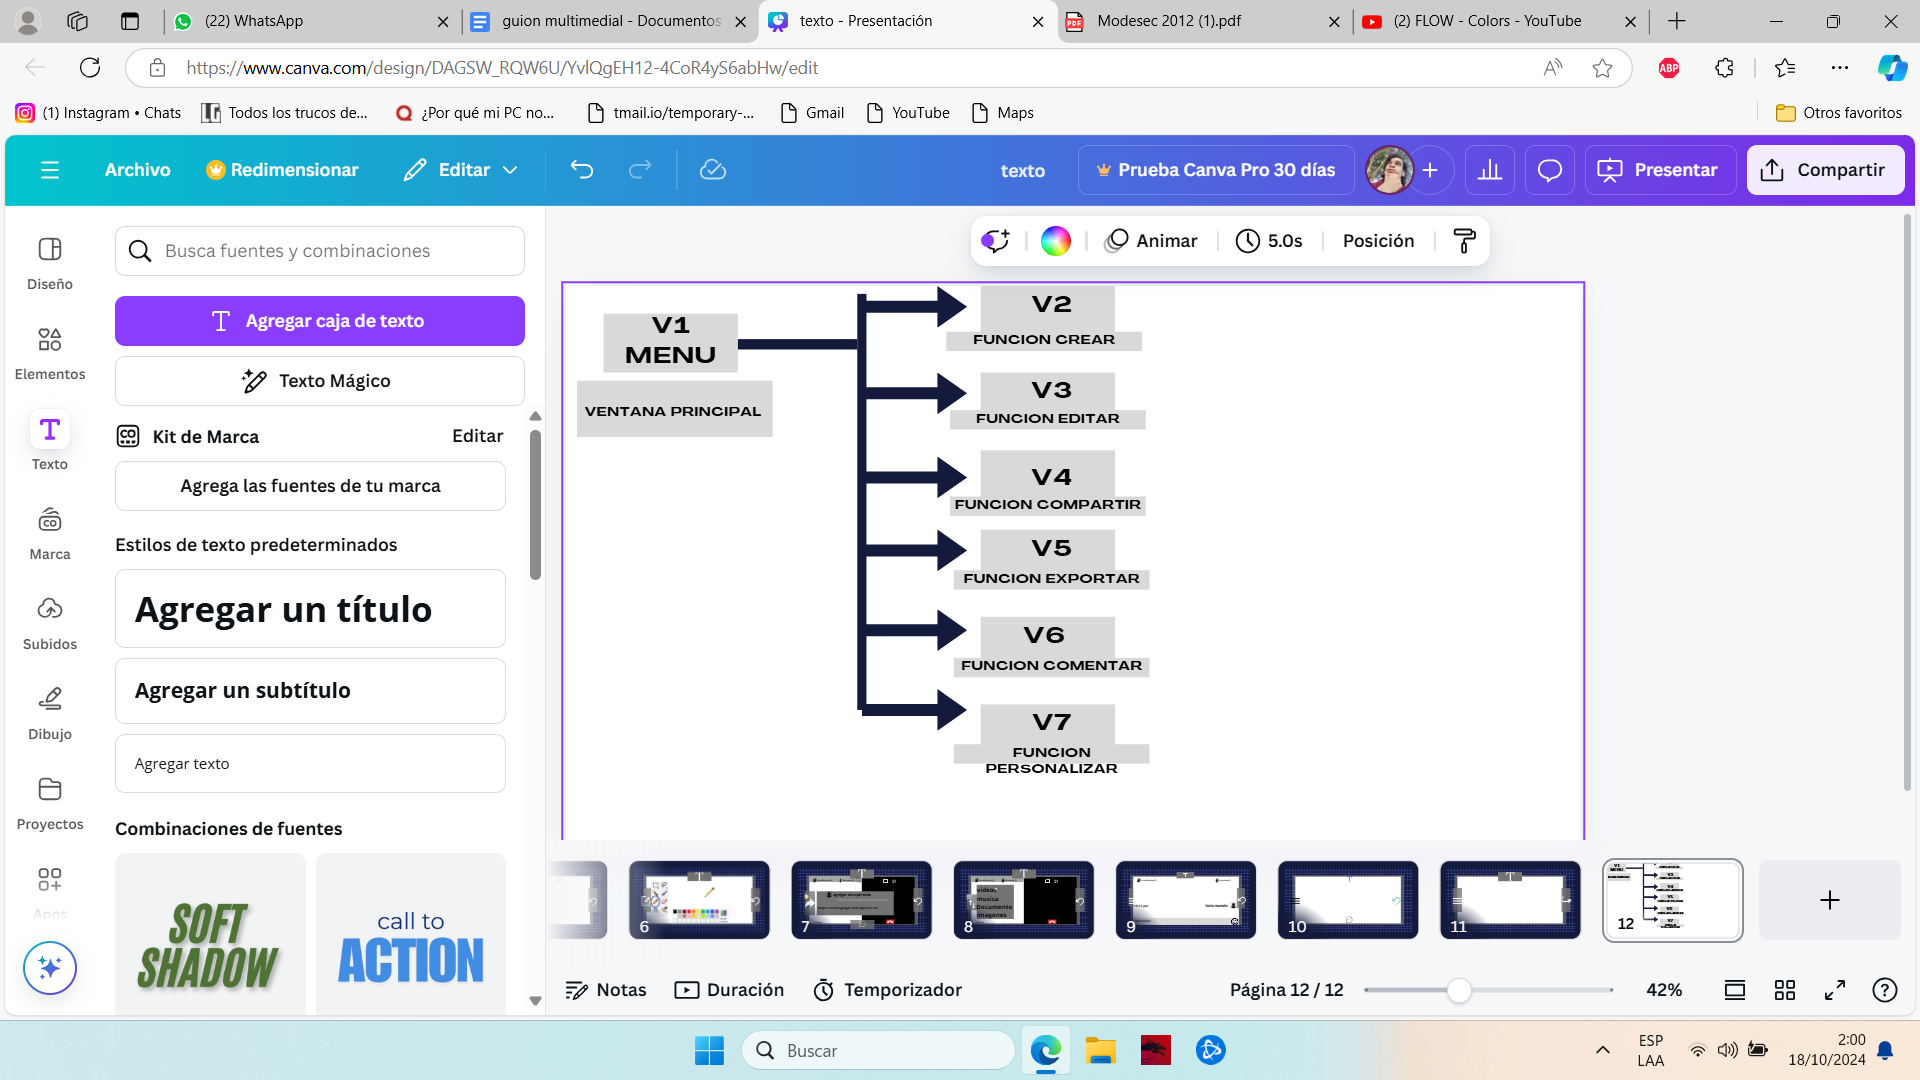 (22) WhatsApp
guion multimedial - Documentos
texto - Presentación
Modesec 2012 (1).pdf
(2) FLOW - Colors - YouTube
https://www.canva.com/design/DAGSW_RQW6U/YvlQgEH12-4CoR4yS6abHw/edit
ABP
(1) Instagram • Chats
Todos los trucos de...
¿Por qué mi PC no...
tmail.io/temporary-...
Gmail
YouTube
Maps
Otros favoritos
Archivo
Redimensionar
Editar
texto
Prueba Canva Pro 30 días
Presentar
Compartir
Diseño
Elementos
Texto
Marca
Subidos
Dibujo
Proyectos
Apps
Busca fuentes y combinaciones
Agregar caja de texto
Texto Mágico
Kit de Marca
Editar
Agrega las fuentes de tu marca
Estilos de texto predeterminados
Agregar un título
Agregar un subtítulo
Agregar texto
Combinaciones de fuentes
SOFT
SHADOW
call to
ACTION
Animar
5.0s
Posición
V1
MENU
VENTANA PRINCIPAL
V2
FUNCION CREAR
V3
FUNCION EDITAR
V4
FUNCION COMPARTIR
V5
FUNCION EXPORTAR
V6
FUNCION COMENTAR
V7
FUNCION
PERSONALIZAR
6
7
8
videos
musica
Documento
imagenes
9
hola mundo
10
11
12
Notas
Duración
Temporizador
Página 12 / 12
42%
Buscar
ESP
LAA
2:00
18/10/2024